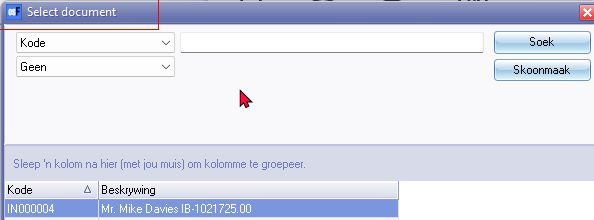 Select document
Kode
Soek
Geen
Skoonmaak
Sleep 'n kolom na hier (met jou muis) om kolomme te groepeer.
Kode Beskrywing
IN000004 Mr. Mike Davies IB-1021725.00